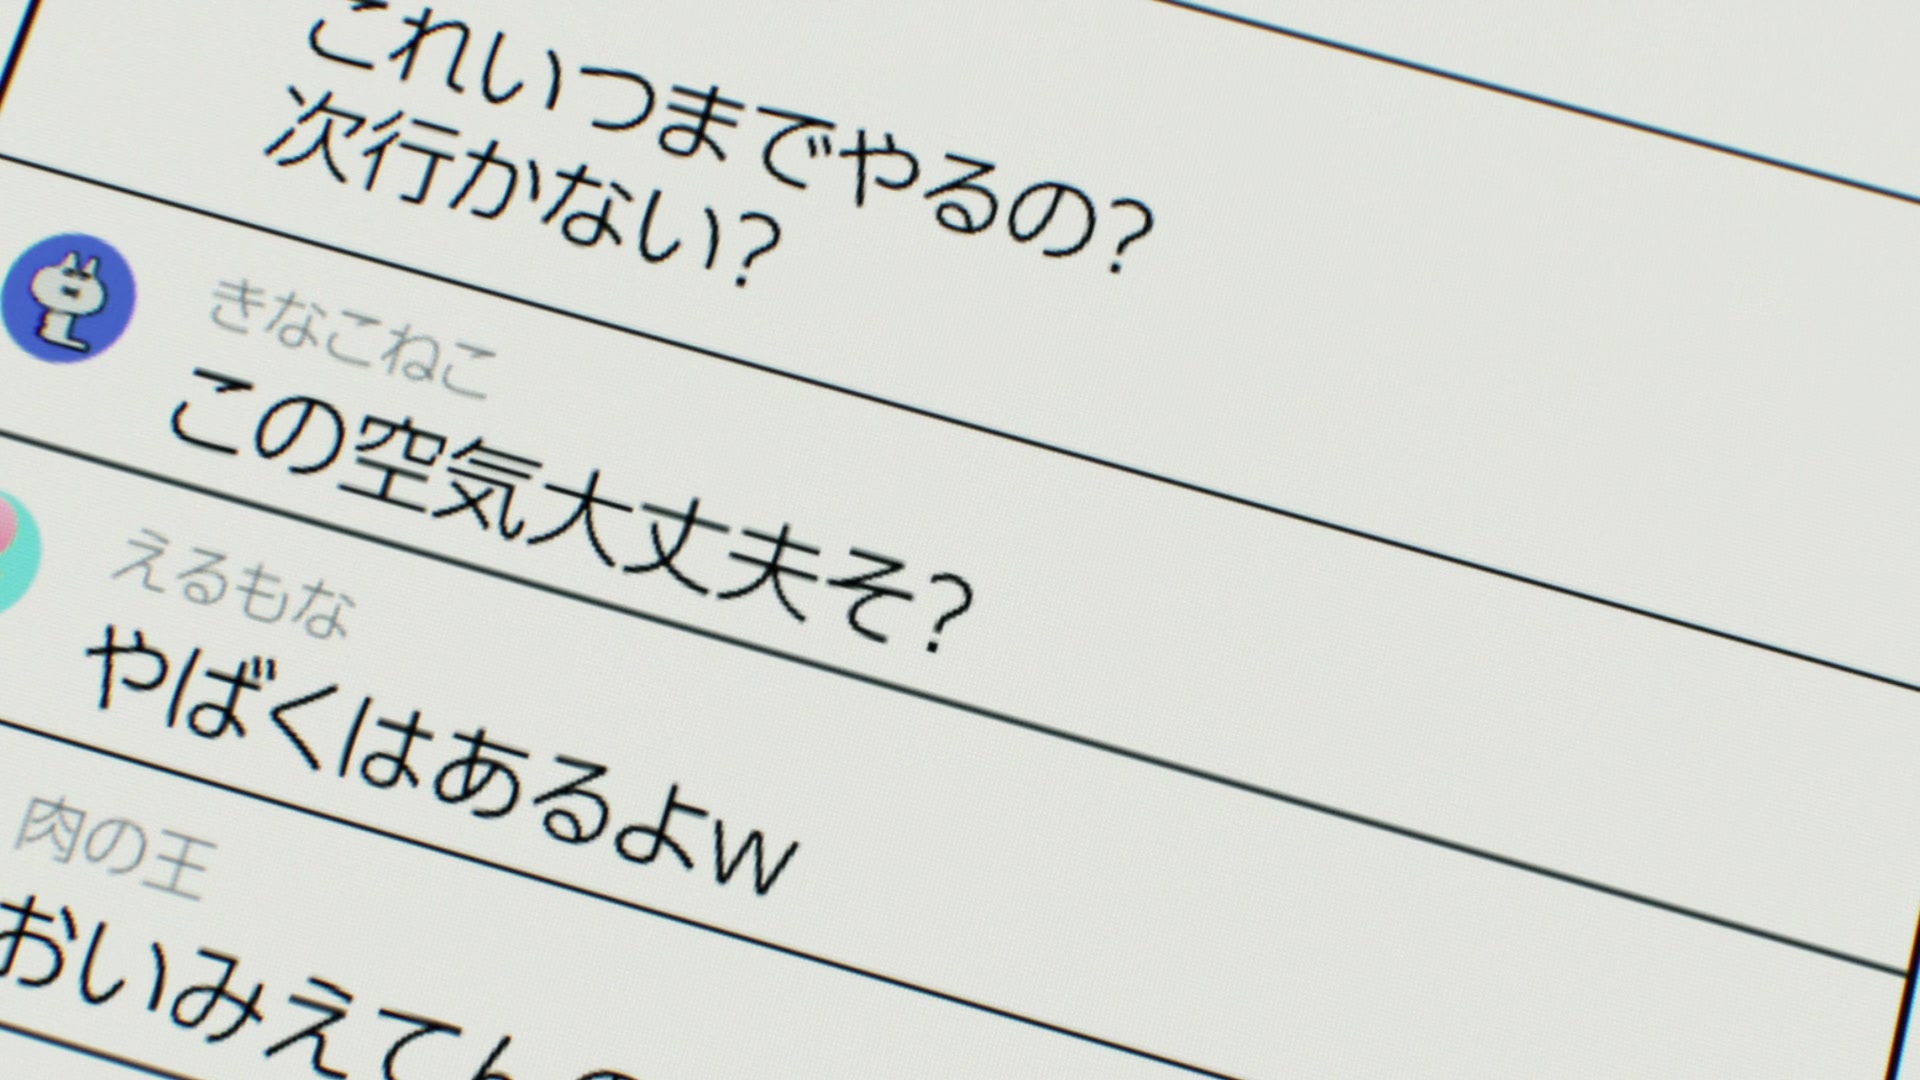 これいつまでやるの?
次行かない?
きなこねこ
この空気大丈夫そ?
えるもな
やばくはあるよw
肉の王
おいみえてん